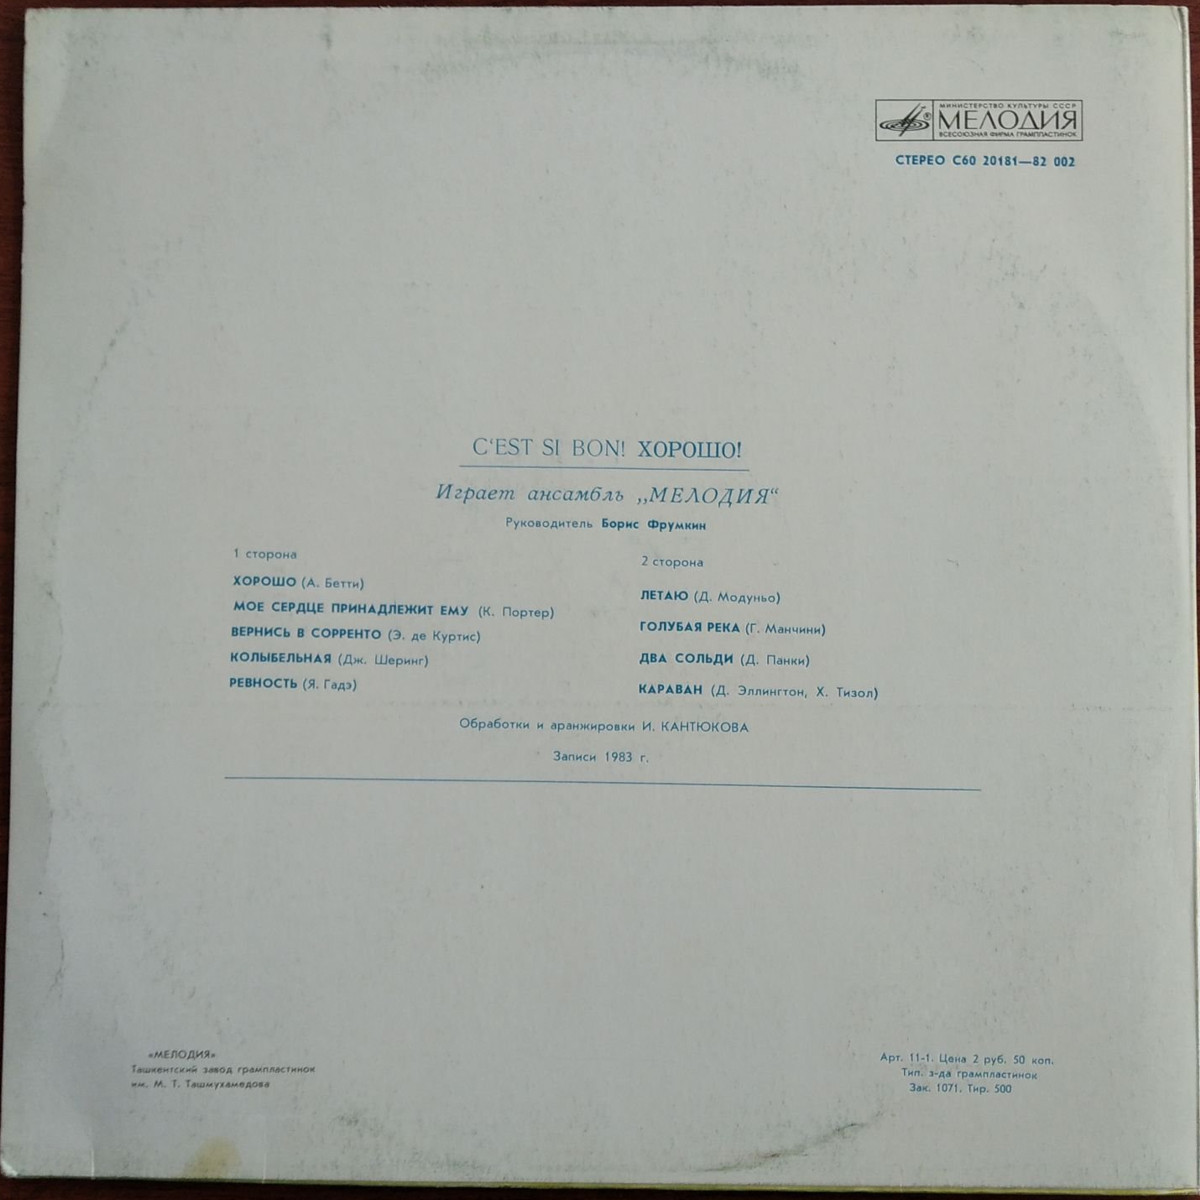 МИНИСТЕРСТВО КУЛЬТУРЫ СССР
® МЕЛОДИЯ
ВСЕСОЮЗНАЯ ФИРМА ГРАМПЛАСТИНОК
СТЕРЕО С60 20181—82 002
C'EST SI BON! ХОРОШО!
Играет ансамбль „МЕЛОДИЯ“
Руководитель Борис Фрумкин
1 сторона
ХОРОШО (А. Бетти)
МОЕ СЕРДЦЕ ПРИНАДЛЕЖИТ ЕМУ (К. Портер)
ВЕРНИСЬ В СОРРЕНТО (Э. де Куртис)
КОЛЫБЕЛЬНАЯ (Дж. Шеринг)
РЕВНОСТЬ (Я. Гадэ)
2 сторона
ЛЕТАЮ (Д. Модуньо)
ГОЛУБАЯ РЕКА (Г. Манчини)
ДВА СОЛЬДИ (Д. Панки)
КАРАВАН (Д. Эллингтон, Х. Тизол)
Обработки и аранжировки И. КАНТЮКОВА
Записи 1983 г.
«МЕЛОДИЯ»
Ташкентский завод грампластинок
им. М. Т. Ташмухамедова
Арт. 11-1. Цена 2 руб. 50 коп.
Тип. з-да грампластинок
Зак. 1071. Тир. 500